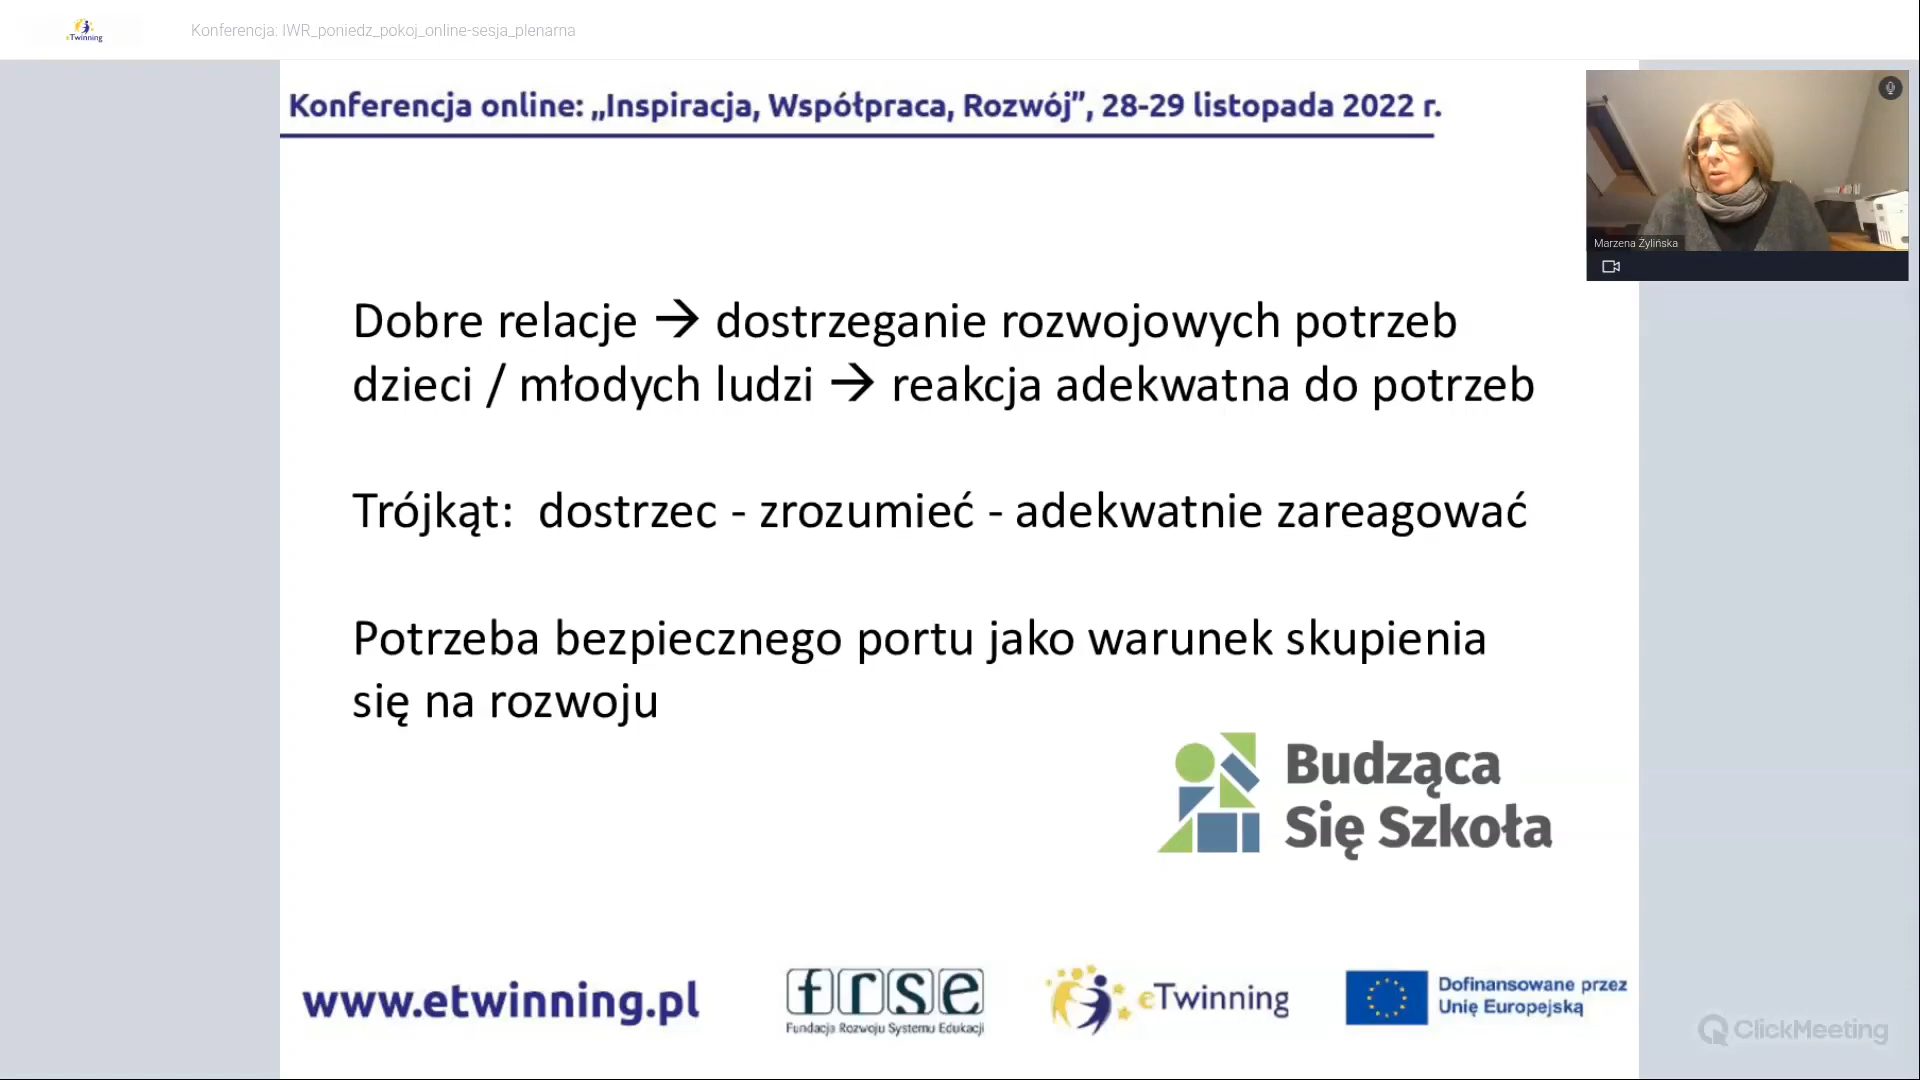 eTwinning
Konferencja: IWR_poniedz_pokoj_online-sesja_plenarna
Konferencja online: „Inspiracja, Współpraca, Rozwój”, 28-29 listopada 2022 r.
Marzena Żylińska
Dobre relacje → dostrzeganie rozwojowych potrzeb
dzieci / młodych ludzi → reakcja adekwatna do potrzeb
Trójkąt: dostrzec - zrozumieć - adekwatnie zareagować
Potrzeba bezpiecznego portu jako warunek skupienia
się na rozwoju
Budząca
Się Szkoła
www.etwinning.pl
frse
Fundacja Rozwoju Systemu Edukacji
eTwinning
Dofinansowane przez
Unię Europejską
ClickMeeting